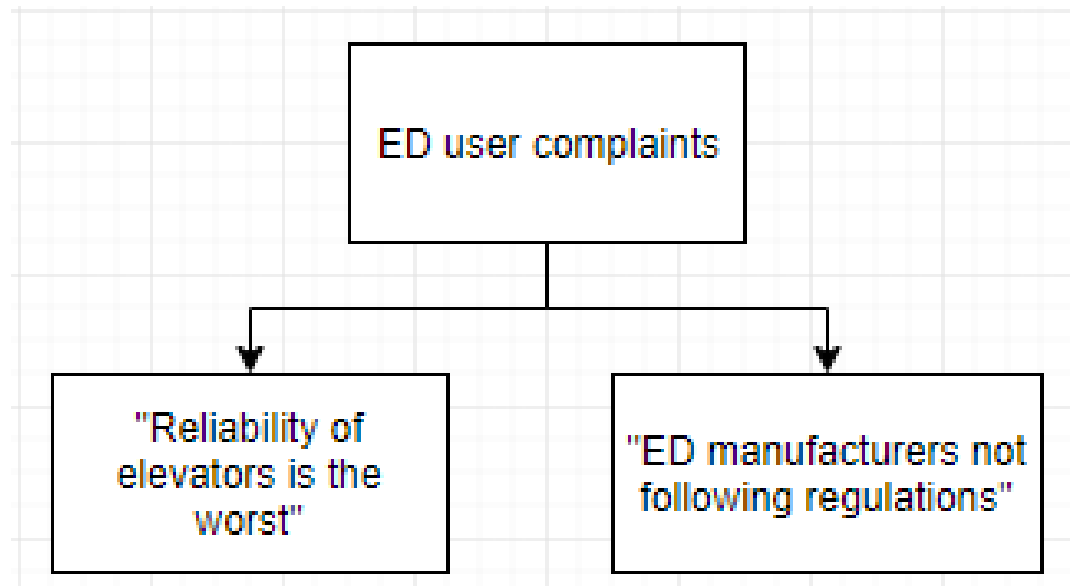 ED user complaints
"Reliability of
elevators is the
worst"
"ED manufacturers not
following regulations"